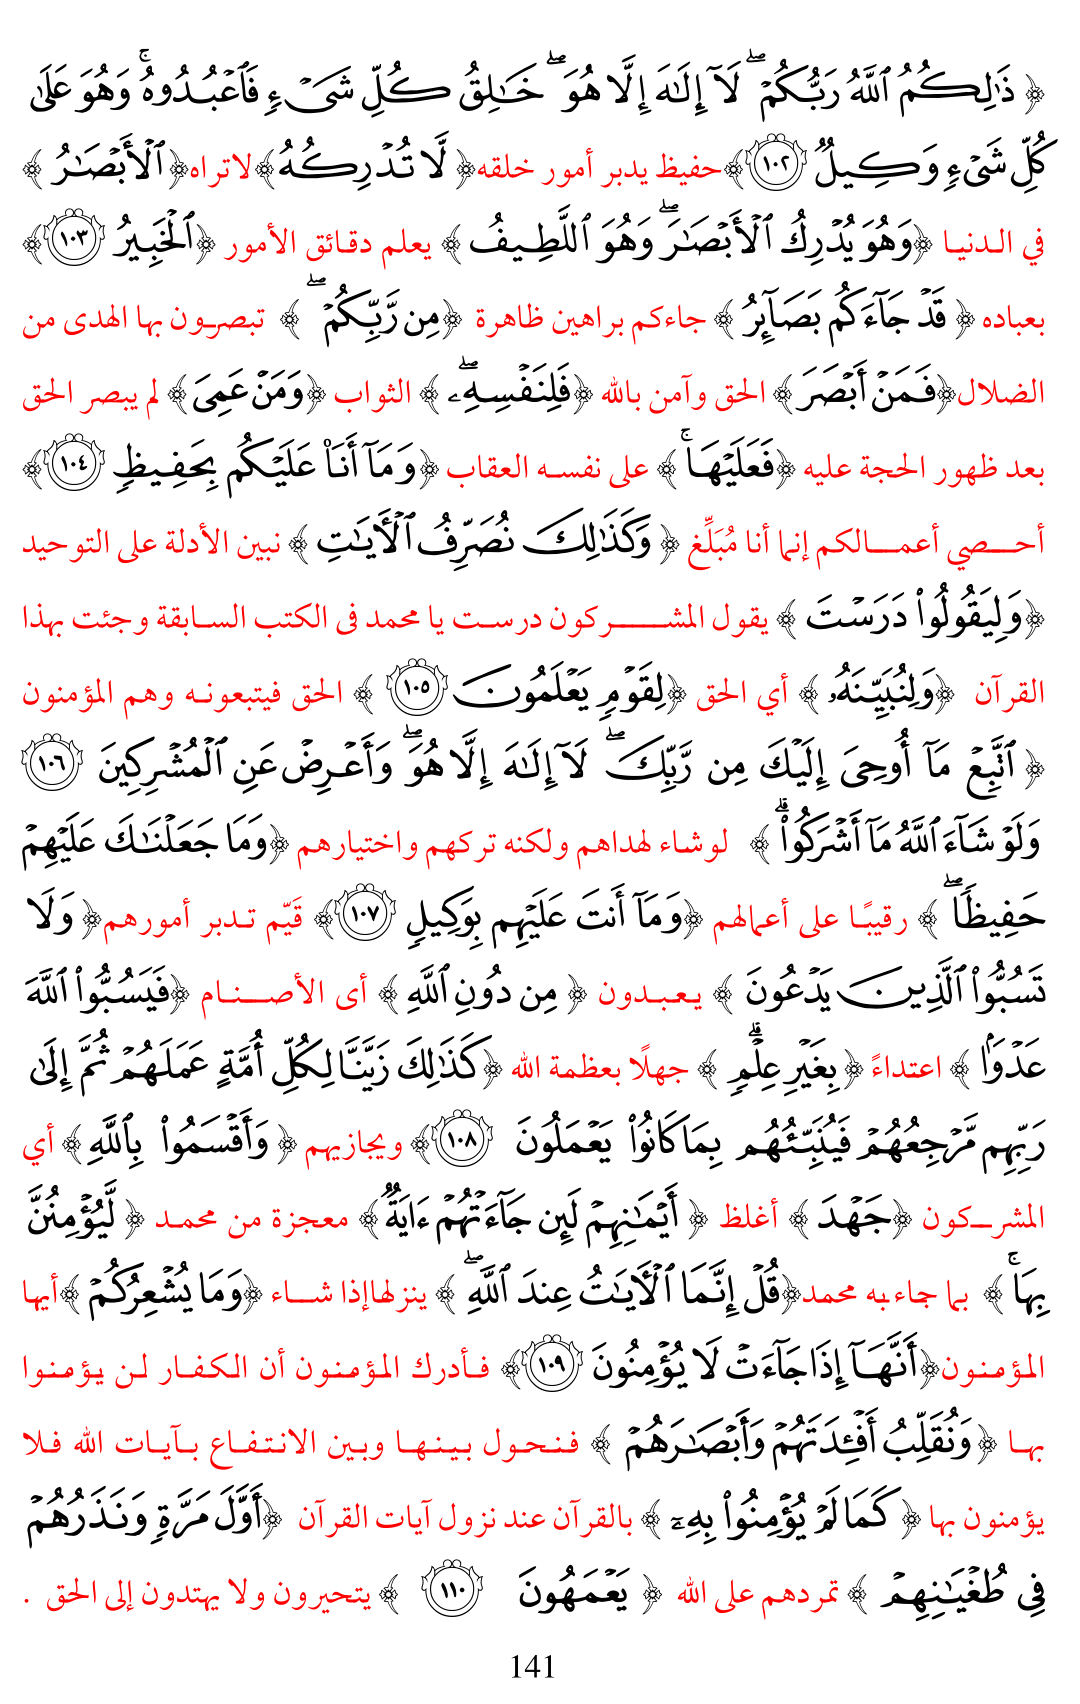 ﴿ ذَٰلِكُمُ ٱللَّهُ رَبُّكُمْ ۖ لَآ إِلَٰهَ إِلَّا هُوَ ۖ خَٰلِقُ كُلِّ شَىْءٍ فَٱعْبُدُوهُ ۚ وَهُوَ عَلَىٰ
كُلِّ شَىْءٍ وَكِيلٌ ١٠٢ ﴾حفيظ يدبر أمور خلقه﴿ لَّا تُدْرِكُهُ ﴾لاتراه﴿ ٱلْأَبْصَٰرُ ﴾
في الدنيا ﴿وَهُوَ يُدْرِكُ ٱلْأَبْصَٰرَ ۖ وَهُوَ ٱللَّطِيفُ ﴾ يعلم دقائق الأمور ﴿ٱلْخَبِيرُ ١٠٣ ﴾
بعباده ﴿ قَدْ جَآءَكُم بَصَآئِرُ ﴾ جاءكم براهين ظاهرة ﴿مِن رَّبِّكُمْ ۖ ﴾ تبصرون بها الهدى من
الضلال﴿فَمَنْ أَبْصَرَ ﴾ الحق وآمن بالله ﴿فَلِنَفْسِهِۦ ۖ ﴾ الثواب ﴿وَمَنْ عَمِىَ ﴾ لم يبصر الحق
بعد ظهور الحجة عليه ﴿فَعَلَيْهَا ۚ ﴾ على نفسه العقاب ﴿وَمَآ أَنَا۠ عَلَيْكُم بِحَفِيظٍ ١٠٤ ﴾
أحصي أعمالكم إنما أنا مُبَلِّغ ﴿ وَكَذَٰلِكَ نُصَرِّفُ ٱلْأَيَٰتِ ﴾ نبين الأدلة على التوحيد
﴿وَلِيَقُولُوا۟ دَرَسْتَ ﴾ يقول المشركون درست يا محمد فى الكتب السابقة وجئت بهذا
القرآن ﴿وَلِنُبَيِّنَهُۥ ﴾ أي الحق ﴿لِقَوْمٍ يَعْلَمُونَ ١٠٥ ﴾ الحق فيتبعونه وهم المؤمنون
﴿ ٱتَّبِعْ مَآ أُوحِىَ إِلَيْكَ مِن رَّبِّكَ ۖ لَآ إِلَٰهَ إِلَّا هُوَ ۖ وَأَعْرِضْ عَنِ ٱلْمُشْرِكِينَ ١٠٦
وَلَوْ شَآءَ ٱللَّهُ مَآ أَشْرَكُوا۟ ۗ ﴾ لوشاء لهداهم ولكنه تركهم واختيارهم ﴿وَمَا جَعَلْنَٰكَ عَلَيْهِمْ
حَفِيظًا ۖ ﴾ رقيبًا على أعمالهم ﴿وَمَآ أَنتَ عَلَيْهِم بِوَكِيلٍ ١٠٧ ﴾ قَيّم تدبر أمورهم﴿ وَلَا
تَسُبُّوا۟ ٱلَّذِينَ يَدْعُونَ ﴾ يعبدون ﴿ مِن دُونِ ٱللَّهِ ﴾ أى الأصنام ﴿فَيَسُبُّوا۟ ٱللَّهَ
عَدْوًۢا ﴾ اعتداءً ﴿بِغَيْرِ عِلْمٍ ۗ ﴾ جهلًا بعظمة الله ﴿كَذَٰلِكَ زَيَّنَّا لِكُلِّ أُمَّةٍ عَمَلَهُمْ ثُمَّ إِلَىٰ
رَبِّهِم مَّرْجِعُهُمْ فَيُنَبِّئُهُم بِمَا كَانُوا۟ يَعْمَلُونَ ١٠٨ ﴾ ويجازيهم ﴿ وَأَقْسَمُوا۟ بِٱللَّهِ ﴾ أي
المشركون ﴿جَهْدَ ﴾ أغلظ ﴿ أَيْمَٰنِهِمْ لَئِن جَآءَتْهُمْ ءَايَةٌ ﴾ معجزة من محمد ﴿ لَّيُؤْمِنُنَّ
بِهَا ۚ ﴾ بما جاء به محمد﴿قُلْ إِنَّمَا ٱلْأَيَٰتُ عِندَ ٱللَّهِ ۖ ﴾ ينزلهاإذا شاء ﴿وَمَا يُشْعِرُكُمْ ﴾أيها
المؤمنون﴿أَنَّهَآ إِذَا جَآءَتْ لَا يُؤْمِنُونَ ١٠٩ ﴾ فأدرك المؤمنون أن الكفار لن يؤمنوا
بها ﴿وَنُقَلِّبُ أَفْـِٔدَتَهُمْ وَأَبْصَٰرَهُمْ ﴾ فنحول بينها وبين الانتفاع بآيات الله فلا
يؤمنون بها ﴿ كَمَا لَمْ يُؤْمِنُوا۟ بِهِۦٓ ﴾ بالقرآن عند نزول آيات القرآن ﴿أَوَّلَ مَرَّةٍ وَنَذَرُهُمْ
فِى طُغْيَٰنِهِمْ ﴾ تمردهم على الله ﴿ يَعْمَهُونَ ١١٠ ﴾ يتحيرون ولا يهتدون إلى الحق .
141